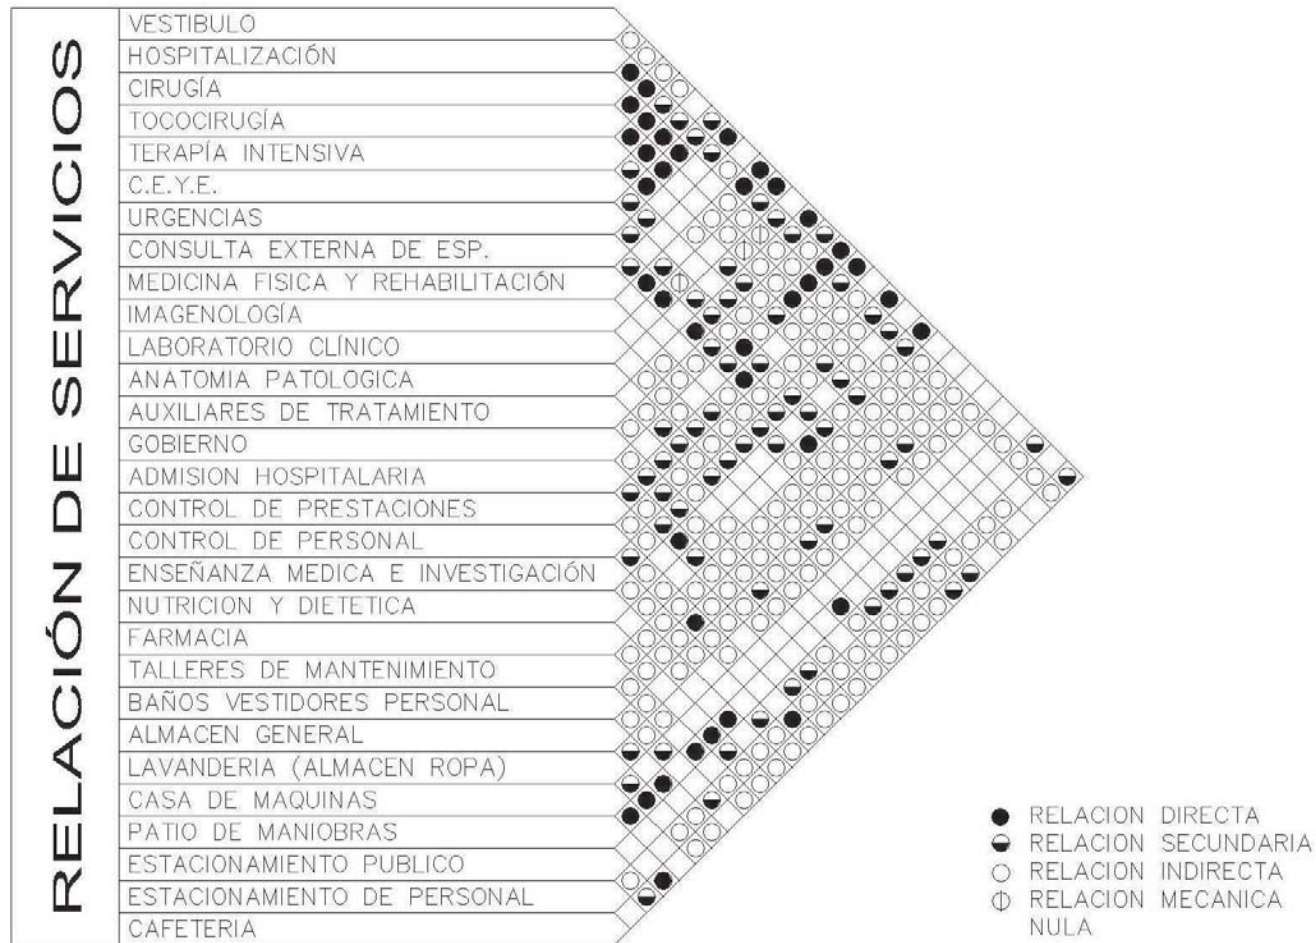 RELACIÓN DE SERVICIOS
VESTIBULO
HOSPITALIZACIÓN
CIRUGÍA
TOCOCIRUGÍA
TERAPÍA INTENSIVA
C.E.Y.E.
URGENCIAS
CONSULTA EXTERNA DE ESP.
MEDICINA FISICA Y REHABILITACIÓN
IMAGENOLOGÍA
LABORATORIO CLÍNICO
ANATOMIA PATOLOGICA
AUXILIARES DE TRATAMIENTO
GOBIERNO
ADMISION HOSPITALARIA
CONTROL DE PRESTACIONES
CONTROL DE PERSONAL
ENSEÑANZA MEDICA E INVESTIGACIÓN
NUTRICION Y DIETETICA
FARMACIA
TALLERES DE MANTENIMIENTO
BAÑOS VESTIDORES PERSONAL
ALMACEN GENERAL
LAVANDERIA (ALMACEN ROPA)
CASA DE MAQUINAS
PATIO DE MANIOBRAS
ESTACIONAMIENTO PUBLICO
ESTACIONAMIENTO DE PERSONAL
CAFETERIA
RELACION DIRECTA
RELACION SECUNDARIA
RELACION INDIRECTA
RELACION MECANICA
NULA